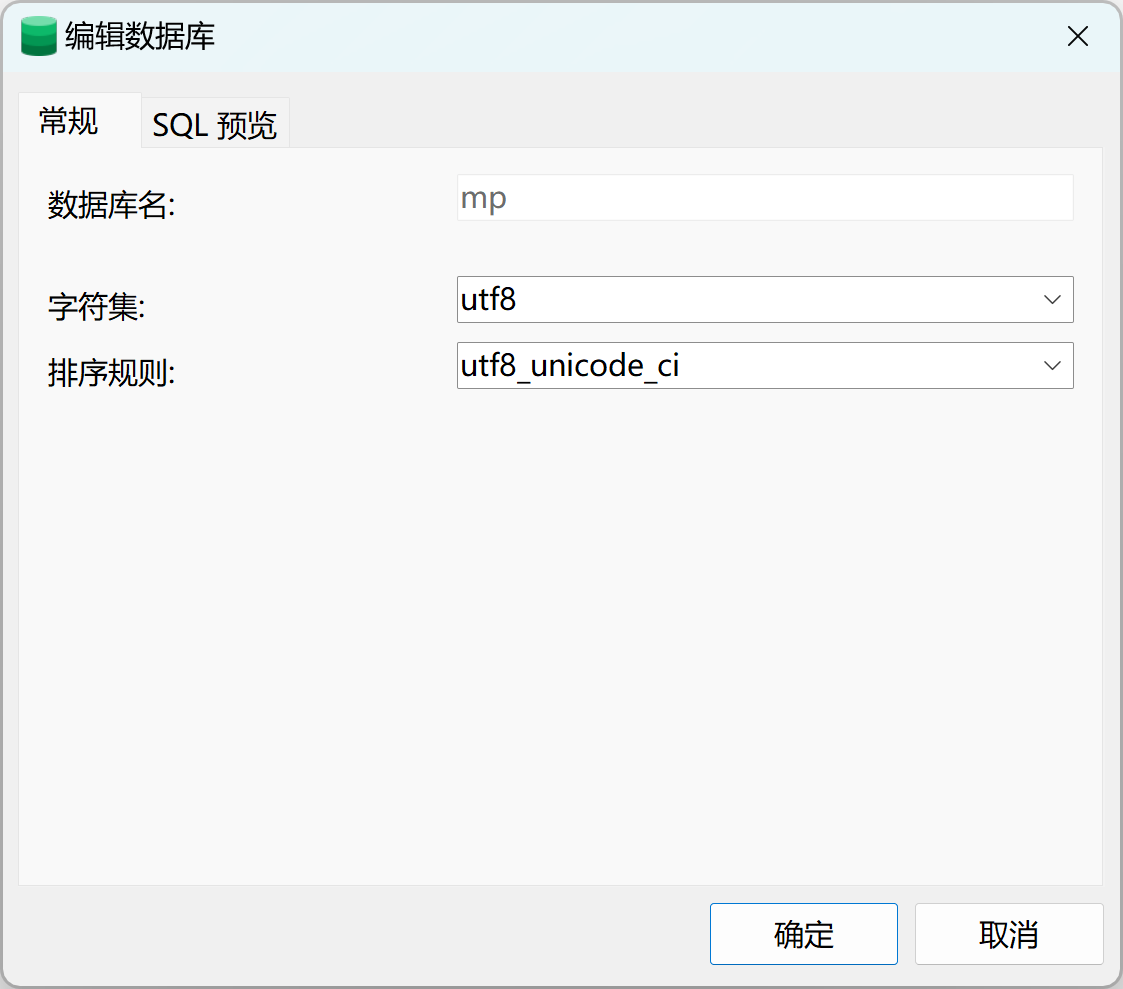 编辑数据库
常规
SQL 预览
数据库名:
mp
字符集:
utf8
排序规则:
utf8_unicode_ci
确定
取消